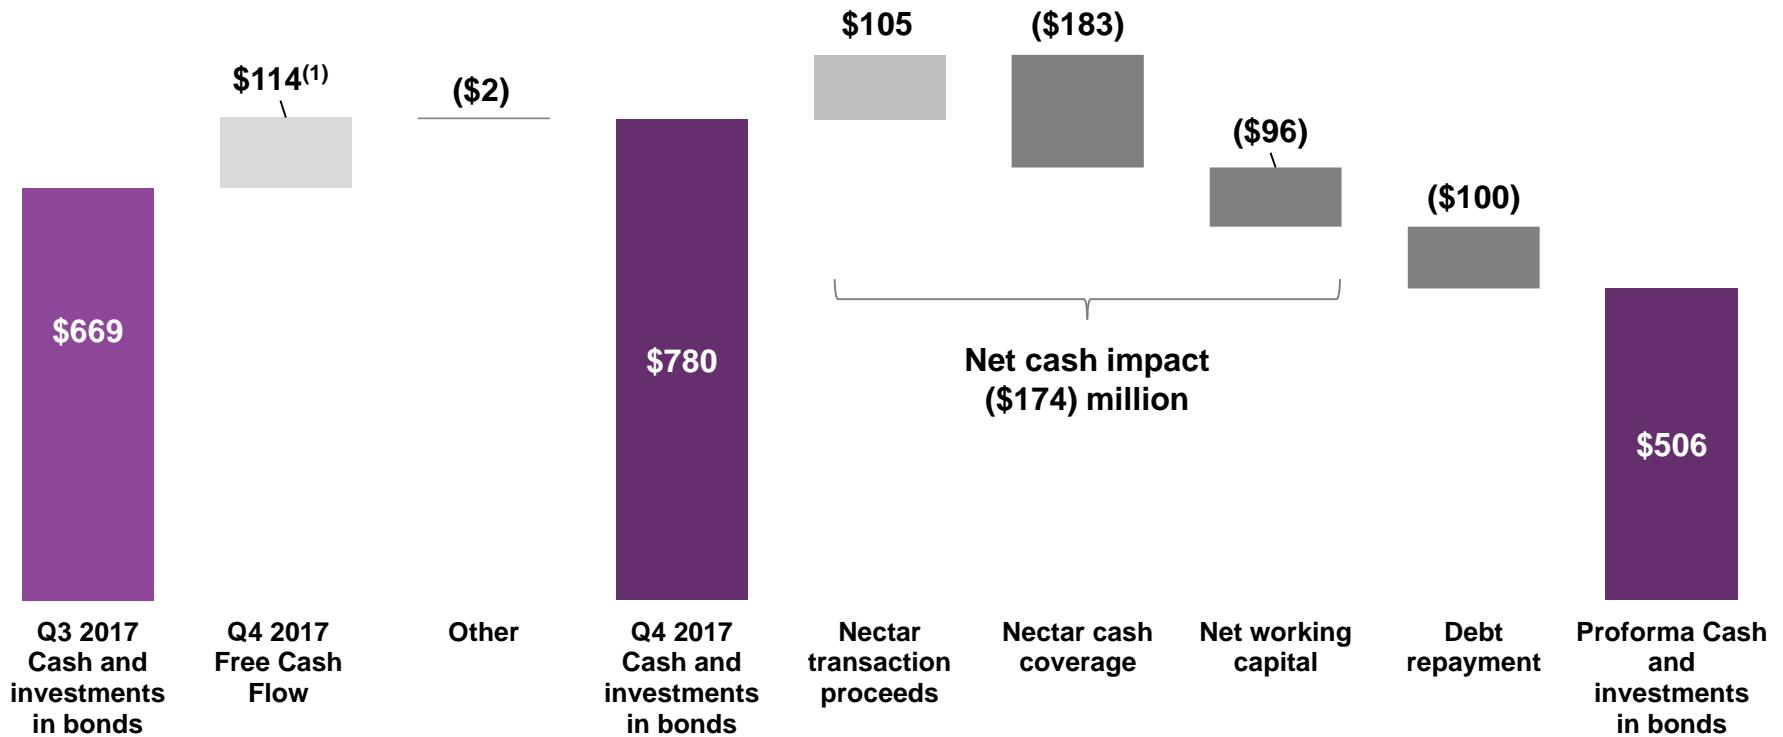 $105
($183)
$114(1)
($2)
($96)
($100)
$669
$780
Net cash impact
($174) million
$506
Q3 2017
Cash and
investments
in bonds
Q4 2017
Free Cash
Flow
Other
Q4 2017
Cash and
investments
in bonds
Nectar
transaction
proceeds
Nectar cash
coverage
Net working
capital
Debt
repayment
Proforma Cash
and
investments
in bonds